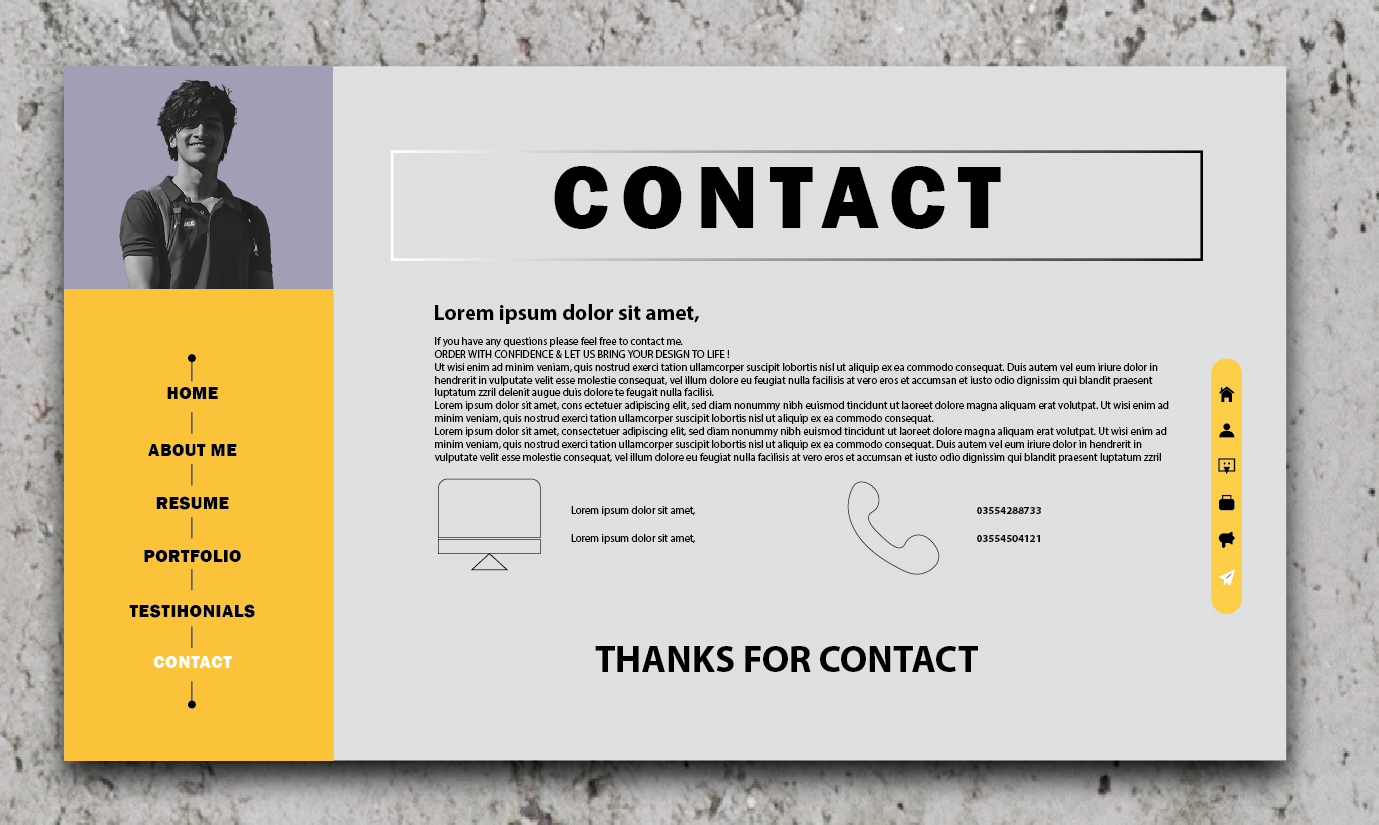 CONTACT
HOME
ABOUT ME
RESUME
PORTFOLIO
TESTIHONIALS
CONTACT
Lorem ipsum dolor sit amet,
If you have any questions please feel free to contact me.
ORDER WITH CONFIDENCE & LET US BRING YOUR DESIGN TO LIFE !
Ut wisi enim ad minim veniam, quis nostrud exerci tation ullamcorper suscipit lobortis nisl ut aliquip ex ea commodo consequat. Duis autem vel eum iriure dolor in
hendrerit in vulputate velit esse molestie consequat, vel illum dolore eu feugiat nulla facilisis at vero eros et accumsan et iusto odio dignissim qui blandit praesent
luptatum zzril delenit augue duis dolore te feugait nulla facilisi.
Lorem ipsum dolor sit amet, cons ectetuer adipiscing elit, sed diam nonummy nibh euismod tincidunt ut laoreet dolore magna aliquam erat volutpat. Ut wisi enim ad
minim veniam, quis nostrud exerci tation ullamcorper suscipit lobortis nisl ut aliquip ex ea commodo consequat.
Lorem ipsum dolor sit amet, consectetuer adipiscing elit, sed diam nonummy nibh euismod tincidunt ut laoreet dolore magna aliquam erat volutpat. Ut wisi enim ad
minim veniam, quis nostrud exerci tation ullamcorper suscipit lobortis nisl ut aliquip ex ea commodo consequat. Duis autem vel eum iriure dolor in hendrerit in
vulputate velit esse molestie consequat, vel illum dolore eu feugiat nulla facilisis at vero eros et accumsan et iusto odio dignissim qui blandit praesent luptatum zzril
Lorem ipsum dolor sit amet,
Lorem ipsum dolor sit amet,
03554288733
03554504121
THANKS FOR CONTACT